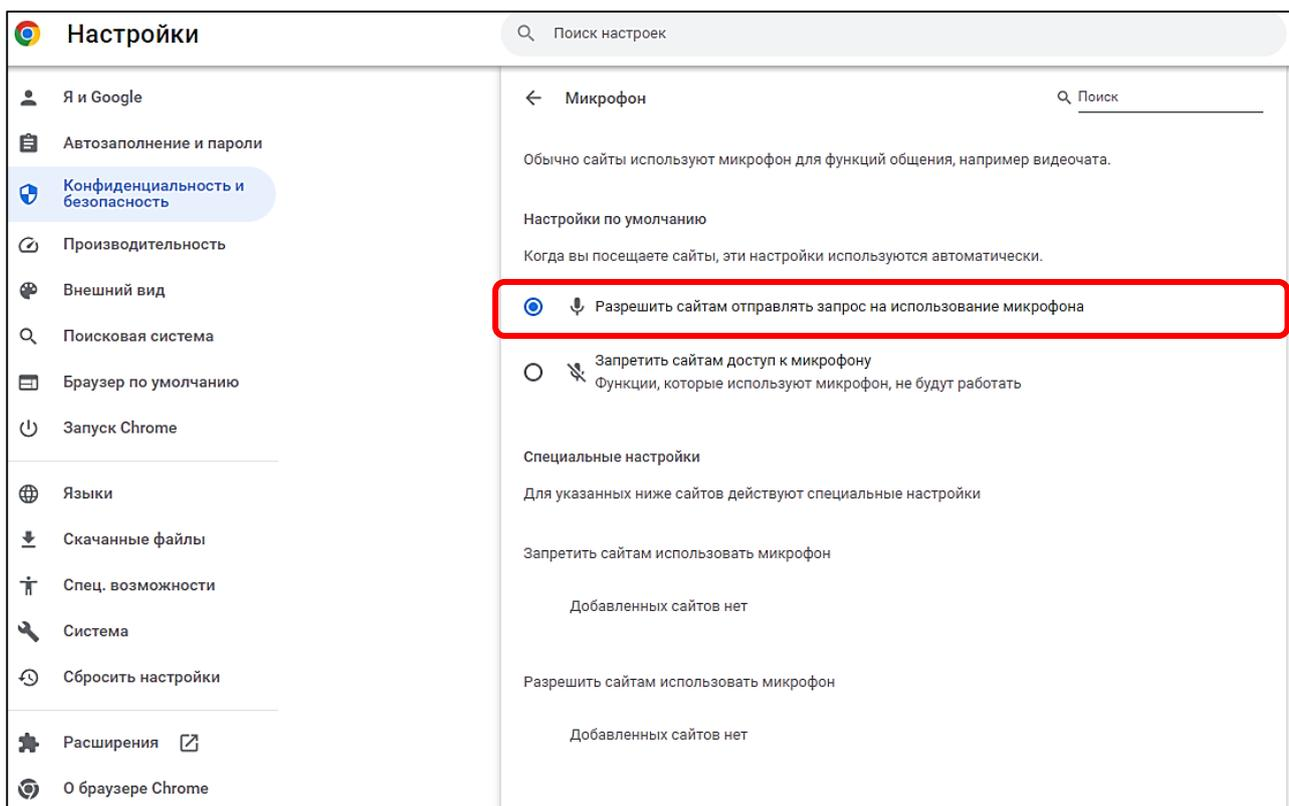 Настройки
Поиск настроек
Я и Google
Автозаполнение и пароли
Конфиденциальность и
безопасность
Производительность
Внешний вид
Поисковая система
Браузер по умолчанию
Запуск Chrome
Языки
Скачанные файлы
Спец. возможности
Система
Сбросить настройки
Расширения
О браузере Chrome
Микрофон
Поиск
Обычно сайты используют микрофон для функций общения, например видеочата.
Настройки по умолчанию
Когда вы посещаете сайты, эти настройки используются автоматически.
Разрешить сайтам отправлять запрос на использование микрофона
Запретить сайтам доступ к микрофону
Функции, которые используют микрофон, не будут работать
Специальные настройки
Для указанных ниже сайтов действуют специальные настройки
Запретить сайтам использовать микрофон
Добавленных сайтов нет
Разрешить сайтам использовать микрофон
Добавленных сайтов нет